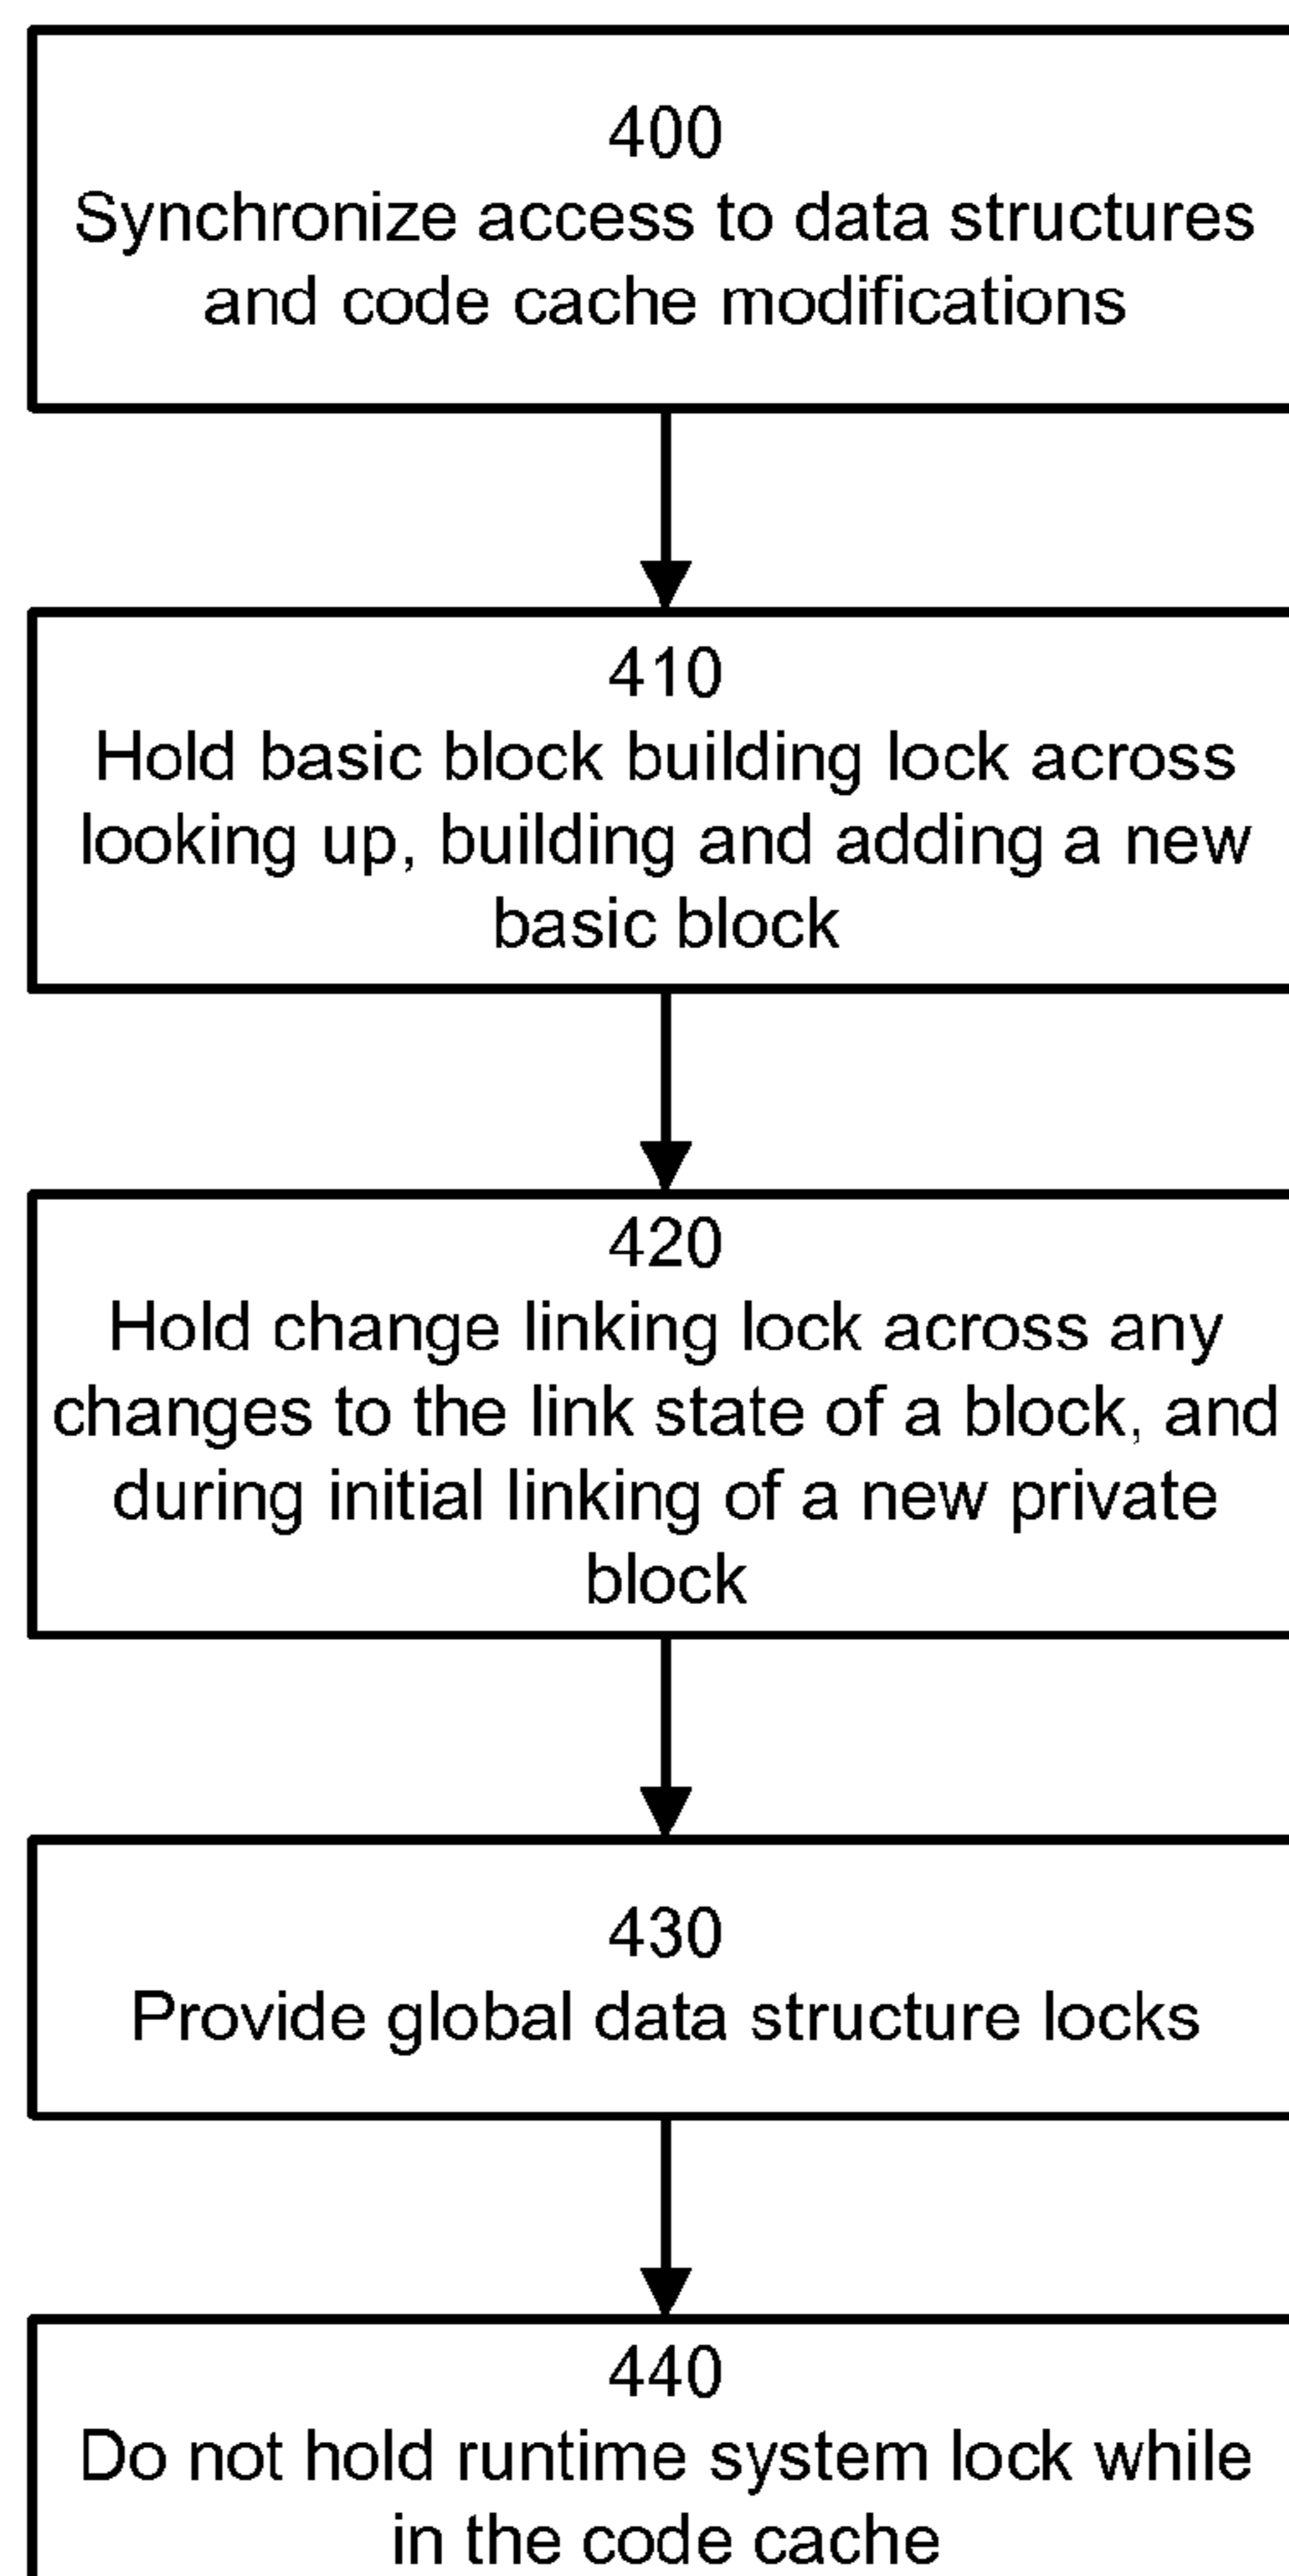 400
Synchronize access to data structures
and code cache modifications
410
Hold basic block building lock across
looking up, building and adding a new
basic block
420
Hold change linking lock across any
changes to the link state of a block, and
during initial linking of a new private
block
430
Provide global data structure locks
440
Do not hold runtime system lock while
in the code cache